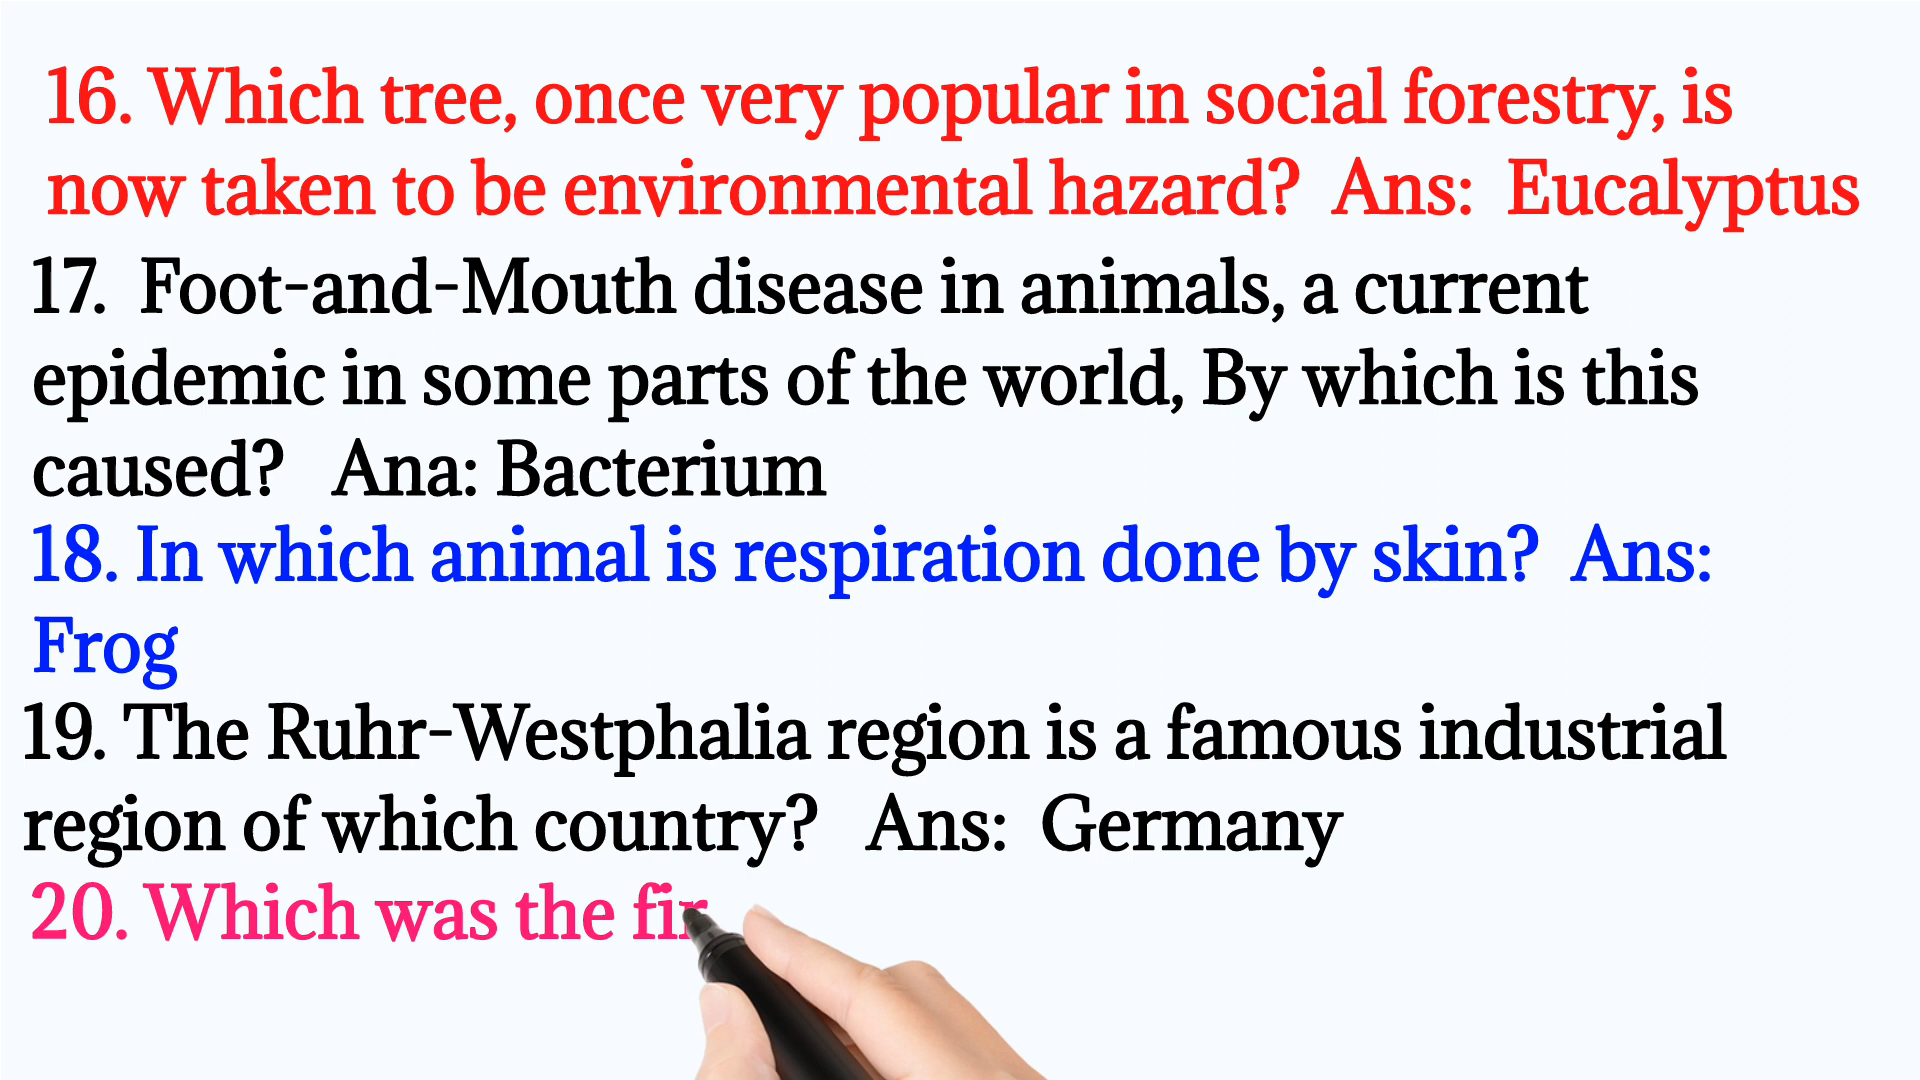 16. Which tree, once very popular in social forestry, is
now taken to be environmental hazard? Ans: Eucalyptus
17. Foot-and-Mouth disease in animals, a current
epidemic in some parts of the world, By which is this
caused? Ana: Bacterium
18. In which animal is respiration done by skin? Ans:
Frog
19. The Ruhr-Westphalia region is a famous industrial
region of which country? Ans: Germany
20. Which was the fir